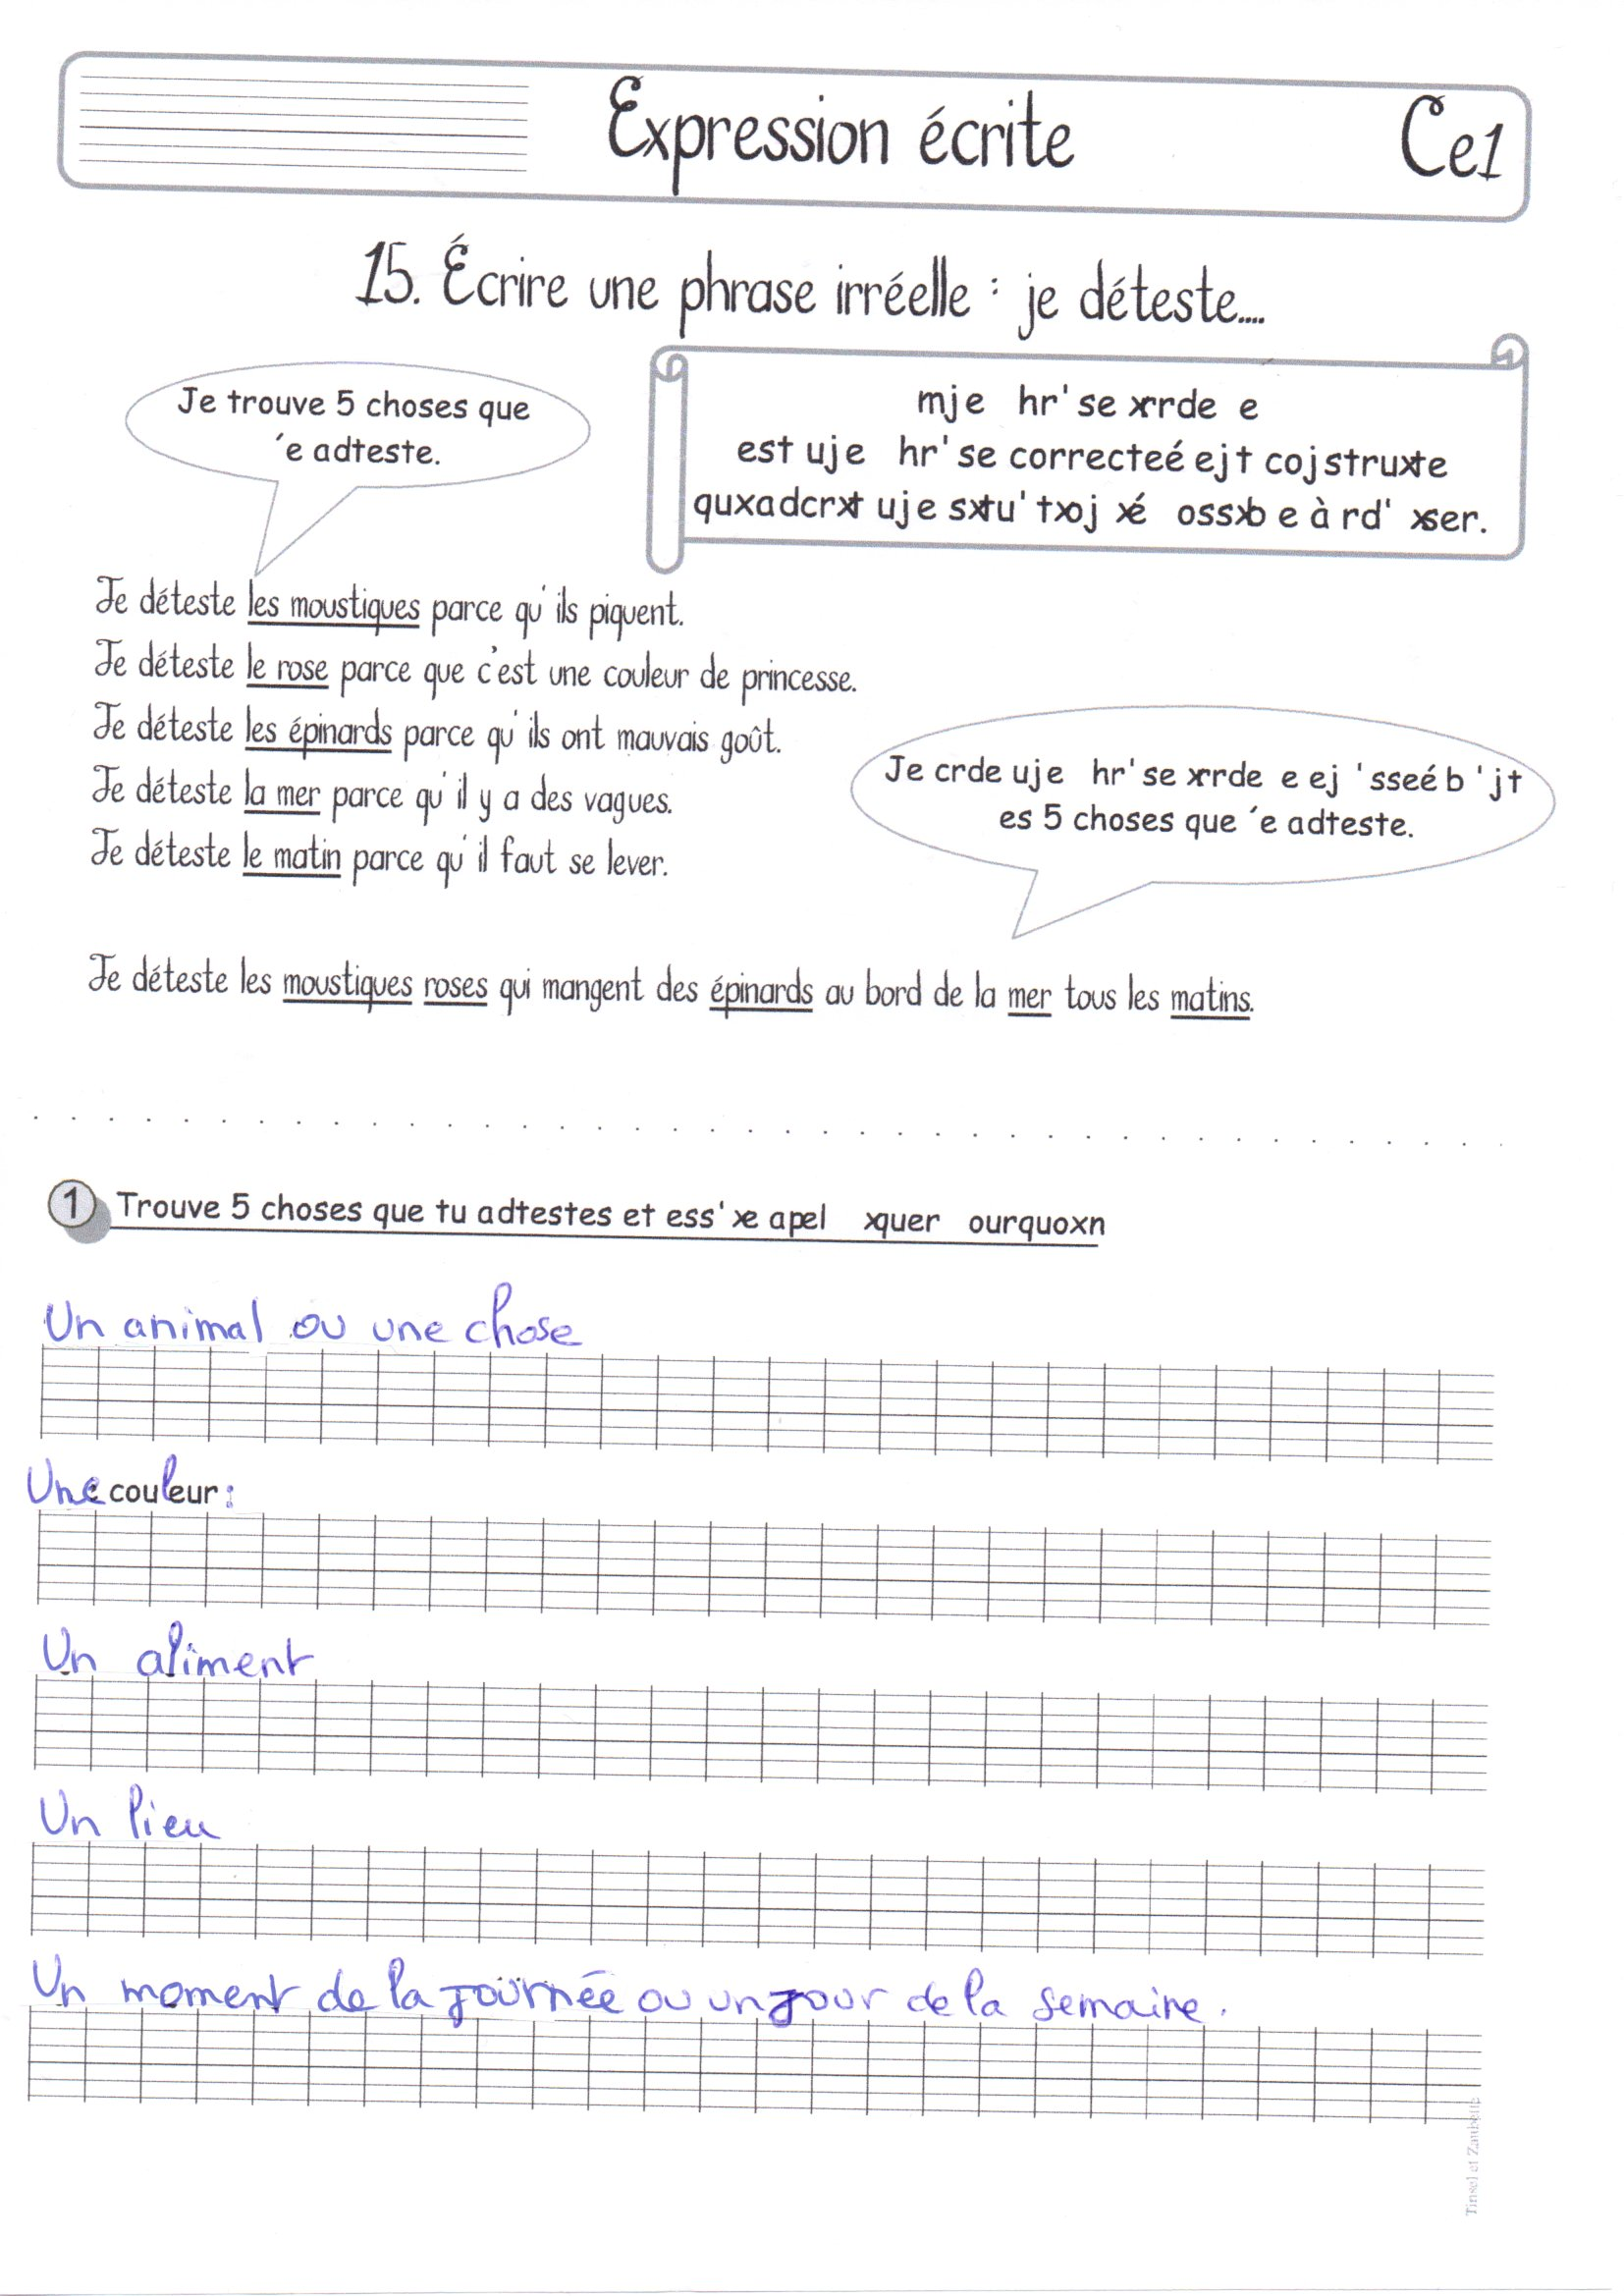 Expression écrite
Ce1
15. Écrire une phrase irréelle : je déteste....
Je trouve 5 choses que
´e adteste.
mje hr'se xrrde e
est uje hr'se correcteé ejt cojstruxte
quxadcrxt uje sxtu'txoj xé ossxb e à rd' xser.
Je déteste les moustiques parce qu'ils piquent.
Je déteste le rose parce que c'est une couleur de princesse.
Je déteste les épinards parce qu'ils ont mauvais goût.
Je déteste la mer parce qu'il y a des vagues.
Je déteste le matin parce qu'il faut se lever.
Je crde uje hr'se xrrde e ej 'sseé b 'jt
es 5 choses que ´e adteste.
Je déteste les moustiques roses qui mangent des épinards au bord de la mer tous les matins.
1 Trouve 5 choses que tu adtestes et ess'xe apel xquer ourquoxn
Un animal ou une chose
Une couleur :
Un aliment
Un lieu
Un moment de la journée ou un jour de la semaine.
Tinsel et Zaubette